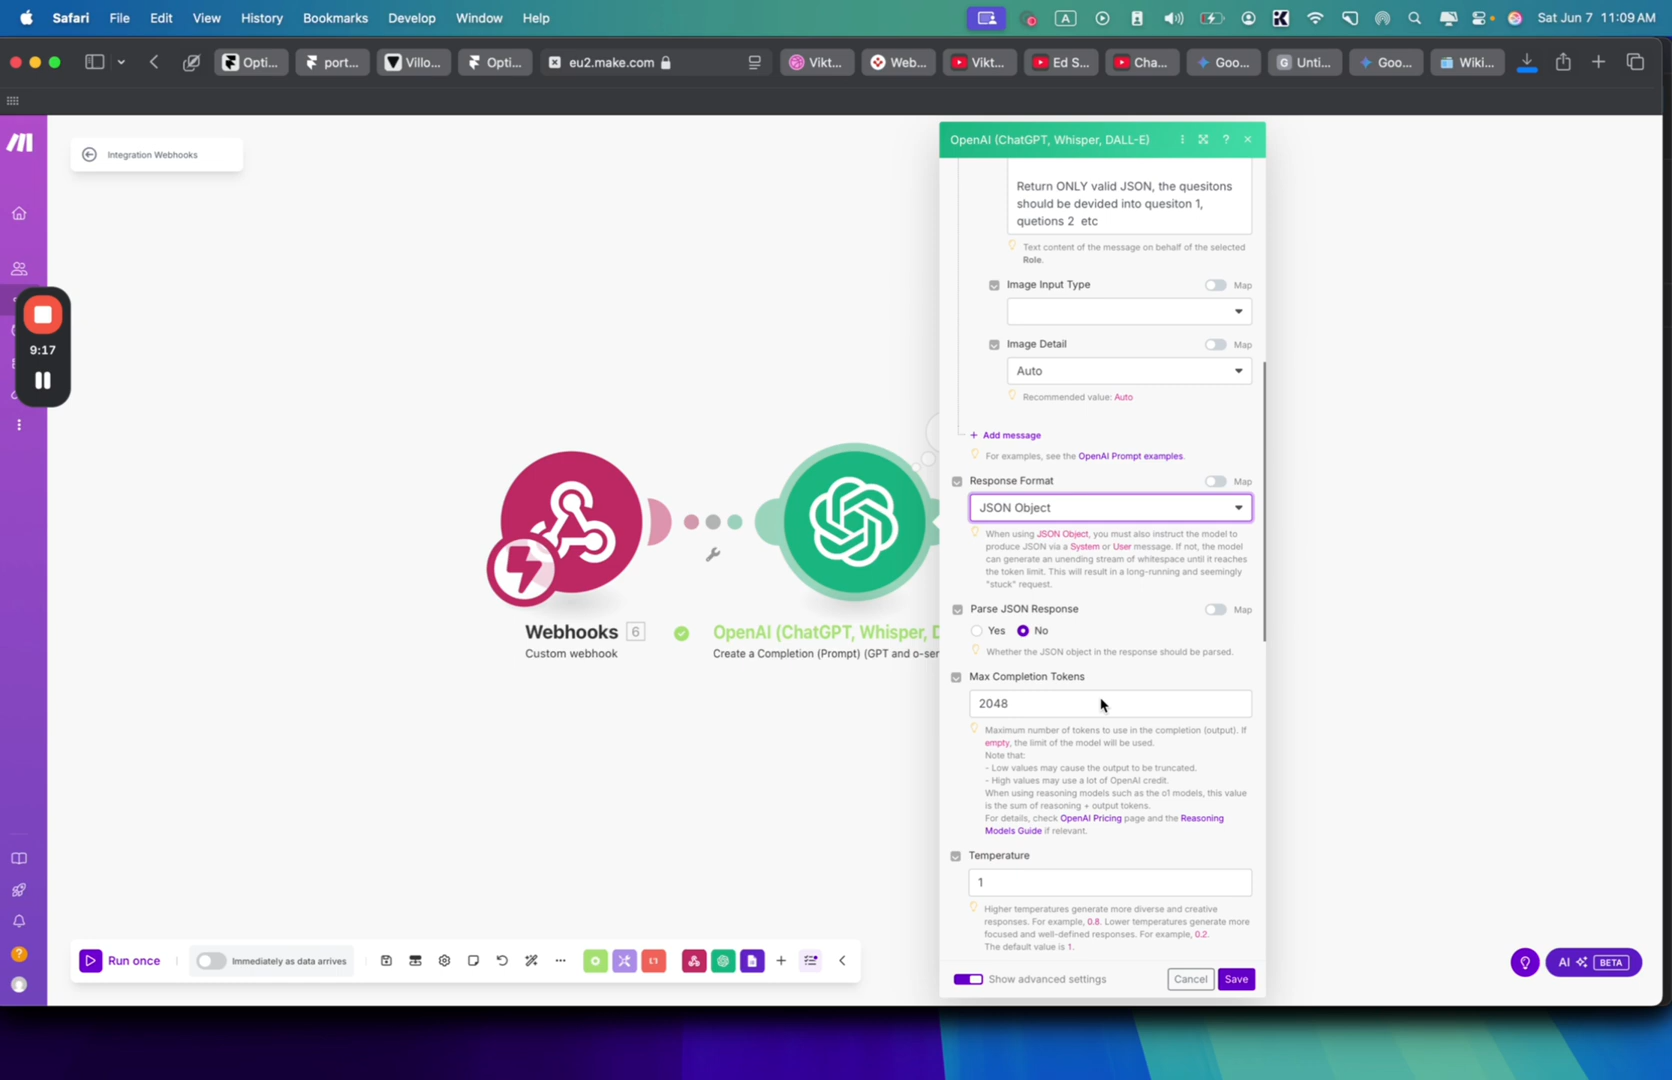 Safari File Edit View History Bookmarks Develop Window Help A Sat Jun 7 11:09 AM
Opti... port... Villo... Opti... eu2.make.com Vikt... Web... Vikt... Ed S... Cha... Goo... G Unti... Goo... Wiki...
Integration Webhooks
OpenAI (ChatGPT, Whisper, DALL-E) ?
Return ONLY valid JSON, the quesitons
should be devided into quesiton 1,
quetions 2 etc
Text content of the message on behalf of the selected
Role.
Image Input Type Map
Image Detail Map
Auto
Recommended value: Auto
+ Add message
For examples, see the OpenAI Prompt examples.
Response Format Map
JSON Object
When using JSON Object, you must also instruct the model to
produce JSON via a System or User message. If not, the model
can generate an unending stream of whitespace until it reaches
the token limit. This will result in a long-running and seemingly
"stuck" request.
Parse JSON Response Map
Yes No
Whether the JSON object in the response should be parsed.
Max Completion Tokens
2048
Maximum number of tokens to use in the completion (output). If
empty, the limit of the model will be used.
Note that:
- Low values may cause the output to be truncated.
- High values may use a lot of OpenAI credit.
When using reasoning models such as the o1 models, this value
is the sum of reasoning + output tokens.
For details, check OpenAI Pricing page and the Reasoning
Models Guide if relevant.
Temperature
1
Higher temperatures generate more diverse and creative
responses. For example, 0.8. Lower temperatures generate more
focused and well-defined responses. For example, 0.2.
The default value is 1.
Show advanced settings Cancel Save
9:17
Webhooks 6
Custom webhook
OpenAI (ChatGPT, Whisper, D
Create a Completion (Prompt) (GPT and o-ser
Run once Immediately as data arrives
AI BETA